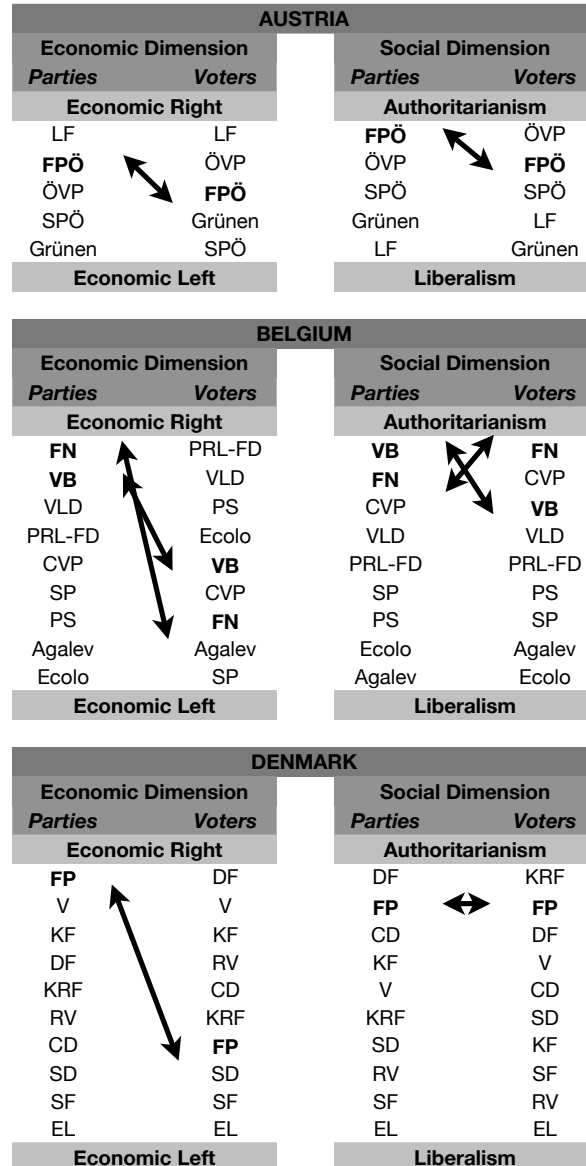 AUSTRIA
Economic Dimension Social Dimension
Parties Voters Parties Voters
Economic Right Authoritarianism
LF LF FPÖ ÖVP
FPÖ ÖVP ÖVP FPÖ
ÖVP FPÖ SPÖ SPÖ
SPÖ Grünen Grünen LF
Grünen SPÖ LF Grünen
Economic Left Liberalism
BELGIUM
Economic Dimension Social Dimension
Parties Voters Parties Voters
Economic Right Authoritarianism
FN PRL-FD VB FN
VB VLD FN CVP
VLD PS CVP VB
PRL-FD Ecolo VLD VLD
CVP VB PRL-FD PRL-FD
SP CVP SP PS
PS FN PS SP
Agalev Agalev Ecolo Agalev
Ecolo SP Agalev Ecolo
Economic Left Liberalism
DENMARK
Economic Dimension Social Dimension
Parties Voters Parties Voters
Economic Right Authoritarianism
FP DF DF KRF
V V FP FP
KF KF CD DF
DF RV KF V
KRF CD V CD
RV KRF KRF SD
CD FP SD KF
SD SD RV SF
SF SF SF RV
EL EL EL EL
Economic Left Liberalism